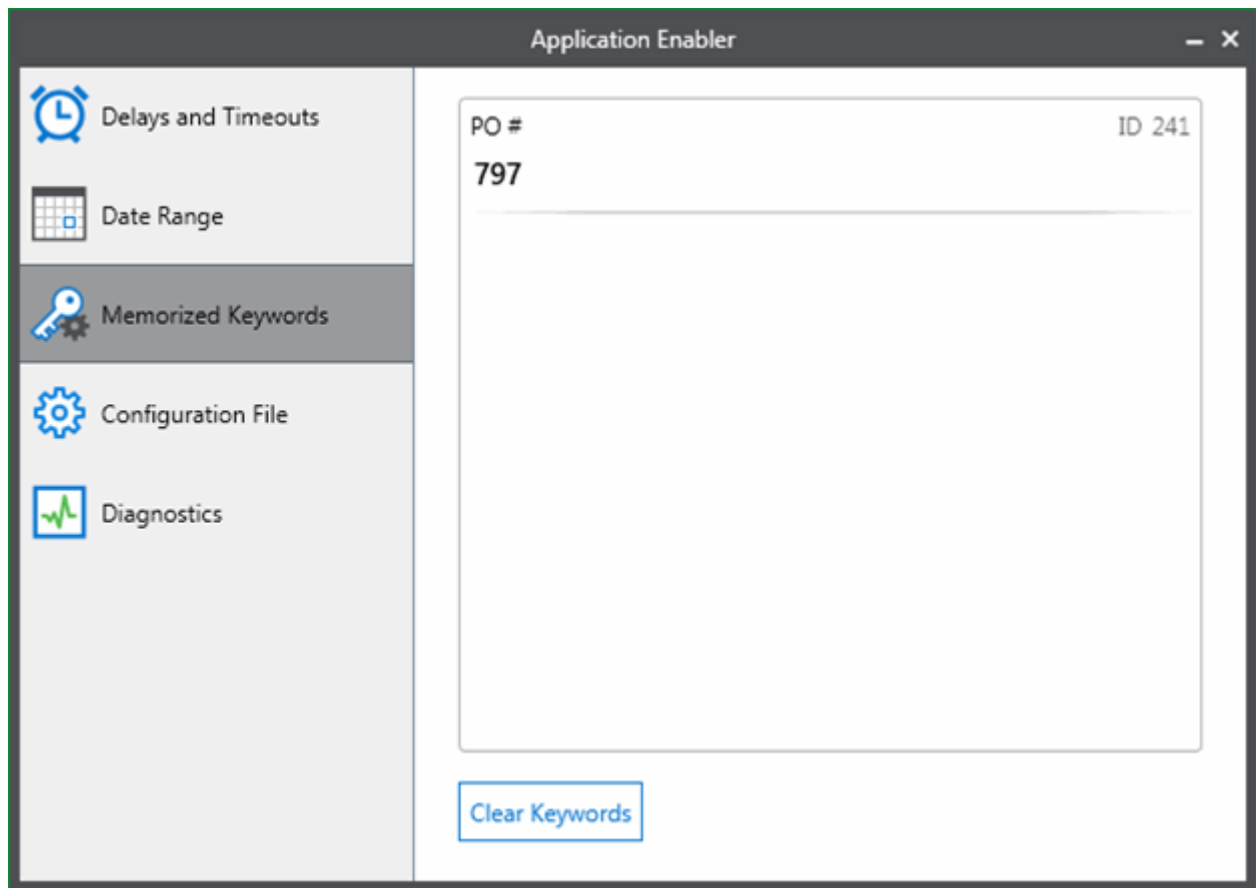 Application Enabler
Delays and Timeouts
Date Range
Memorized Keywords
Configuration File
Diagnostics
PO # ID 241
797
Clear Keywords